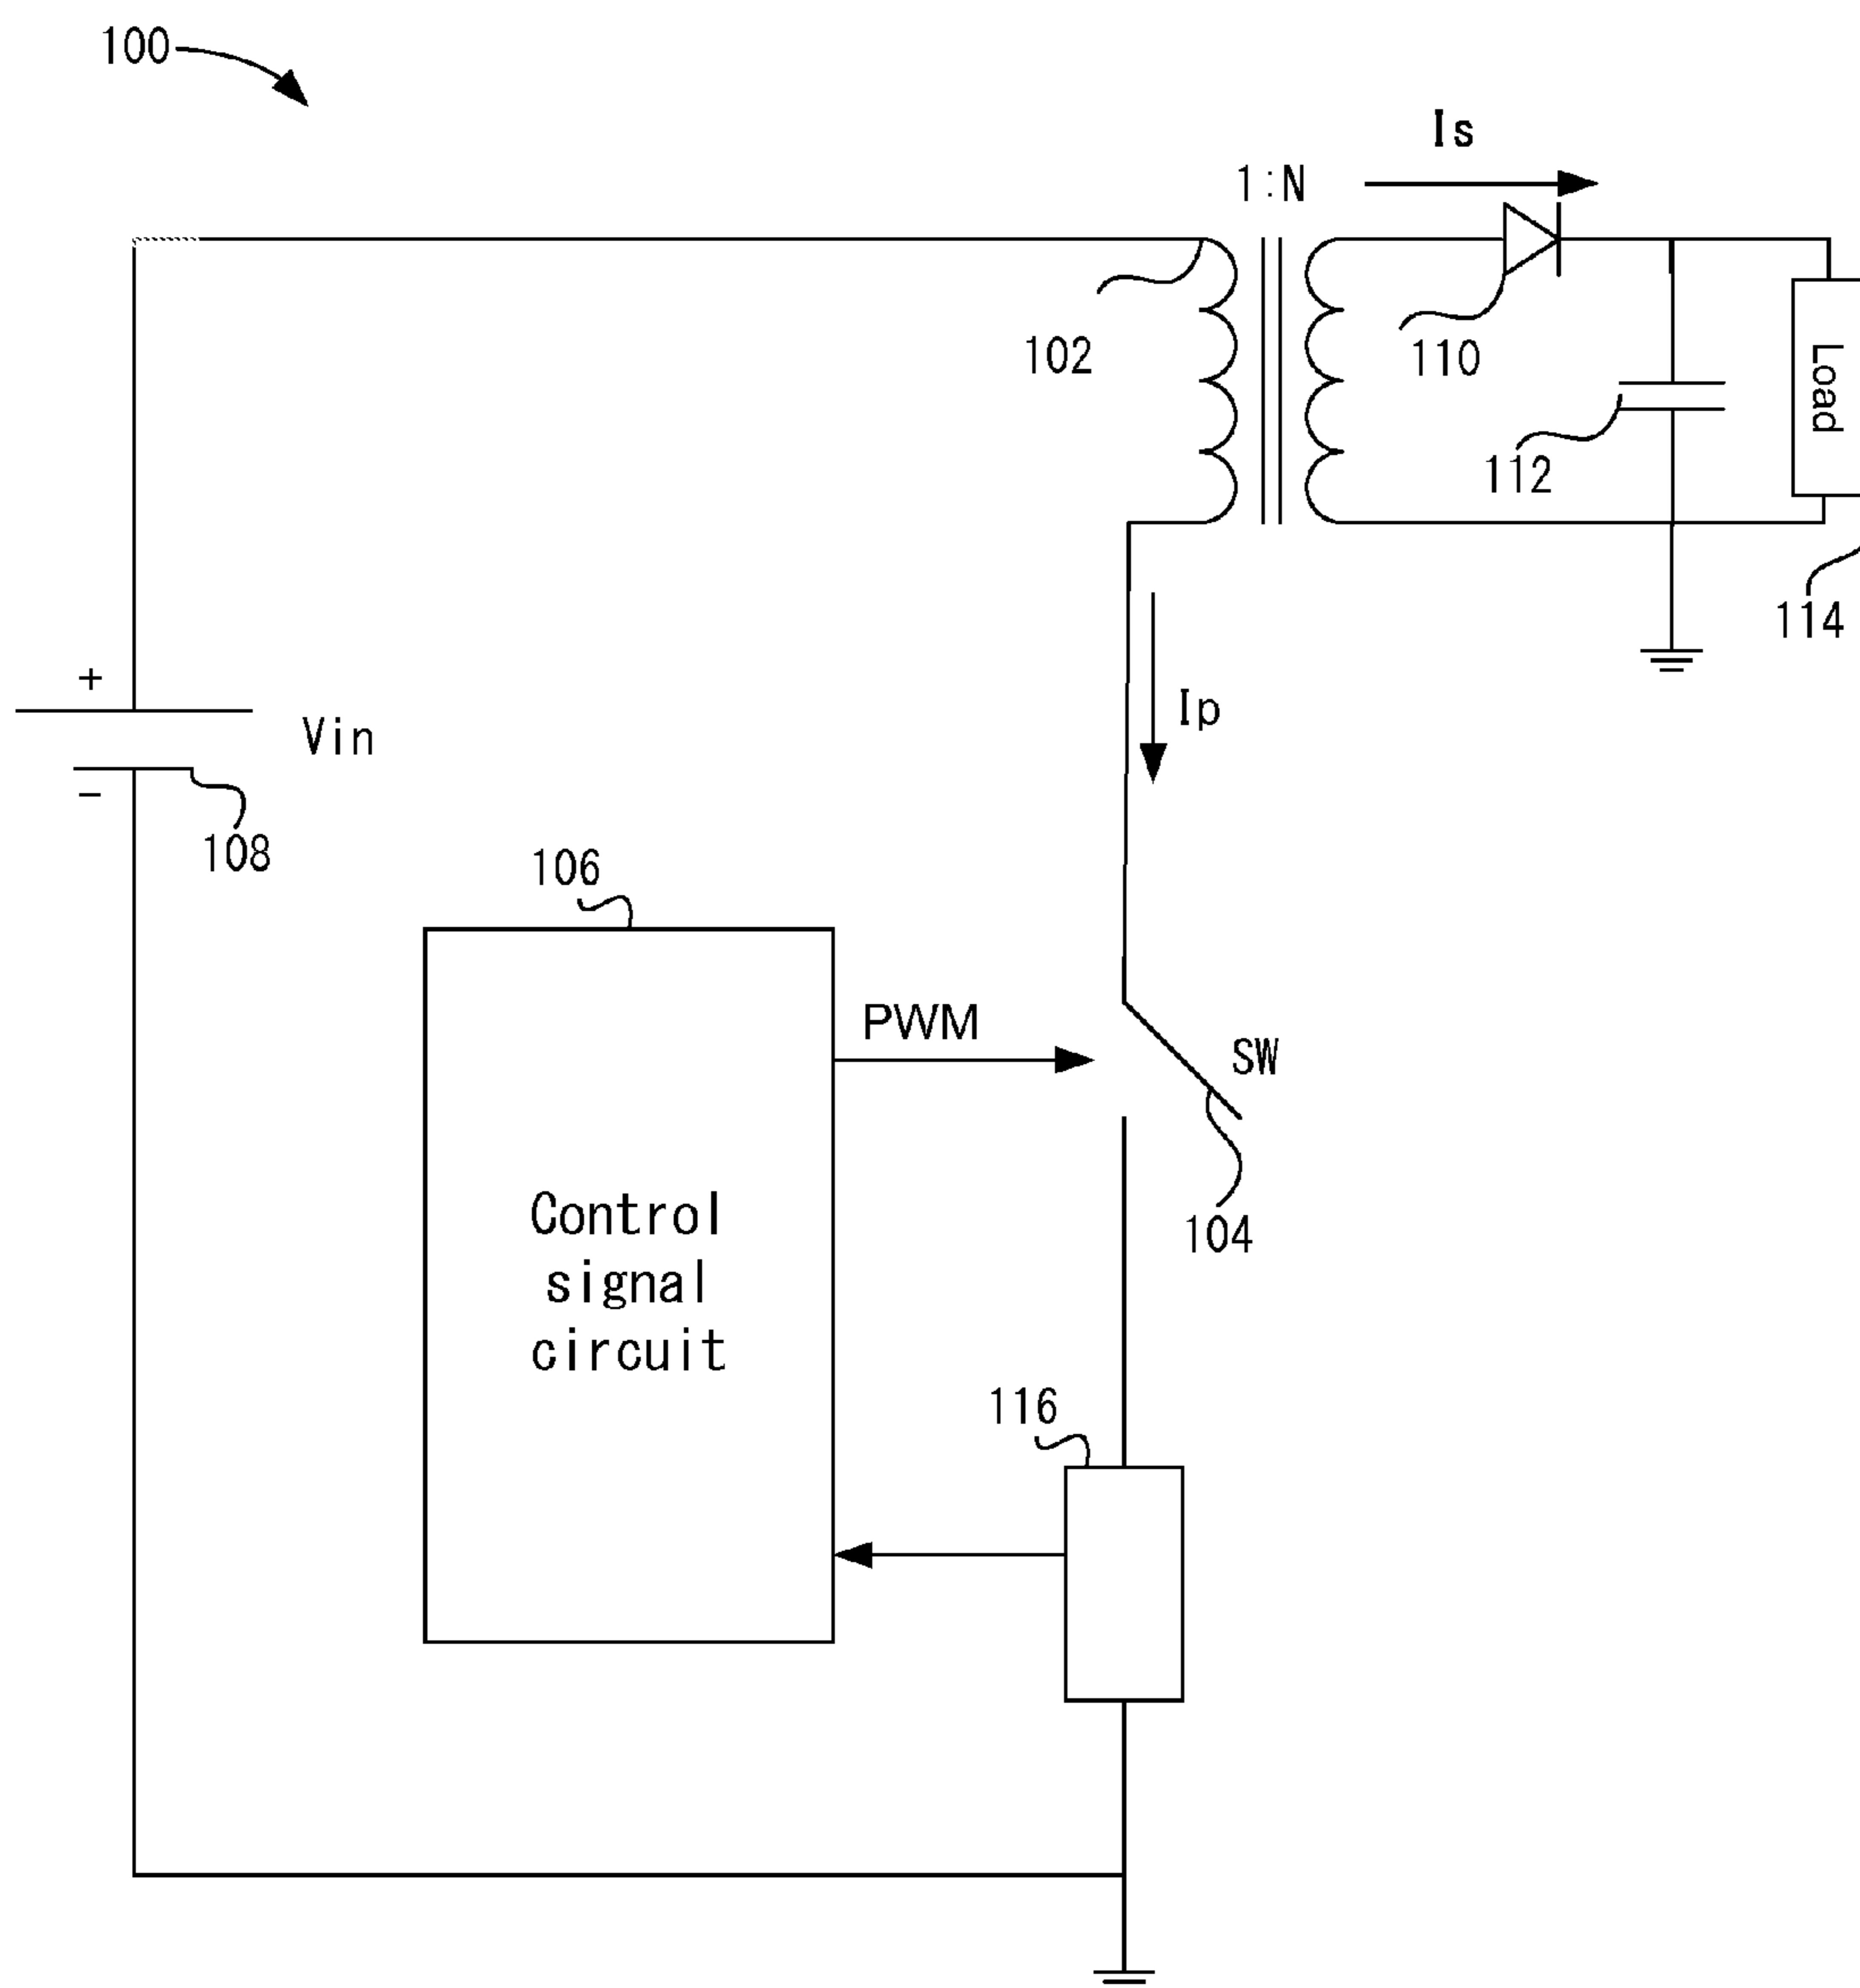 100
Is
1:N
102
110
Load
112
114
+
Vin
Ip
−
108
106
PWM
SW
104
Control
signal
circuit
116